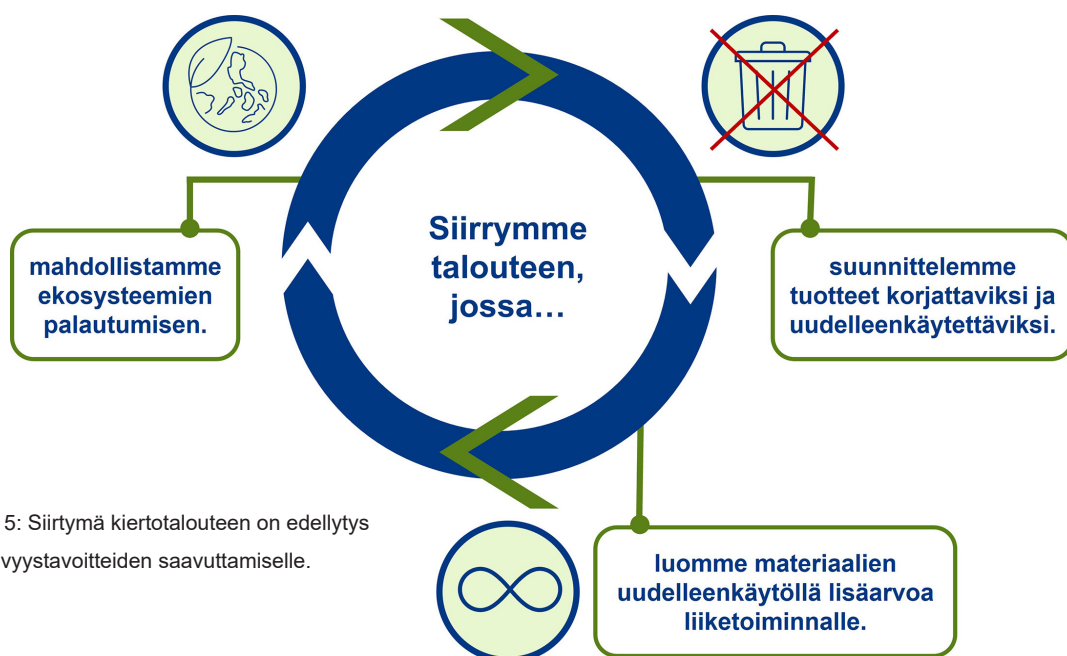 Siirrymme
talouteen,
jossa…
mahdollistamme
ekosysteemien
palautumisen.
suunnittelemme
tuotteet korjattaviksi ja
uudelleenkäytettäviksi.
luomme materiaalien
uudelleenkäytöllä lisäarvoa
liiketoiminnalle.
5: Siirtymä kiertotalouteen on edellytys
vyystavoitteiden saavuttamiselle.